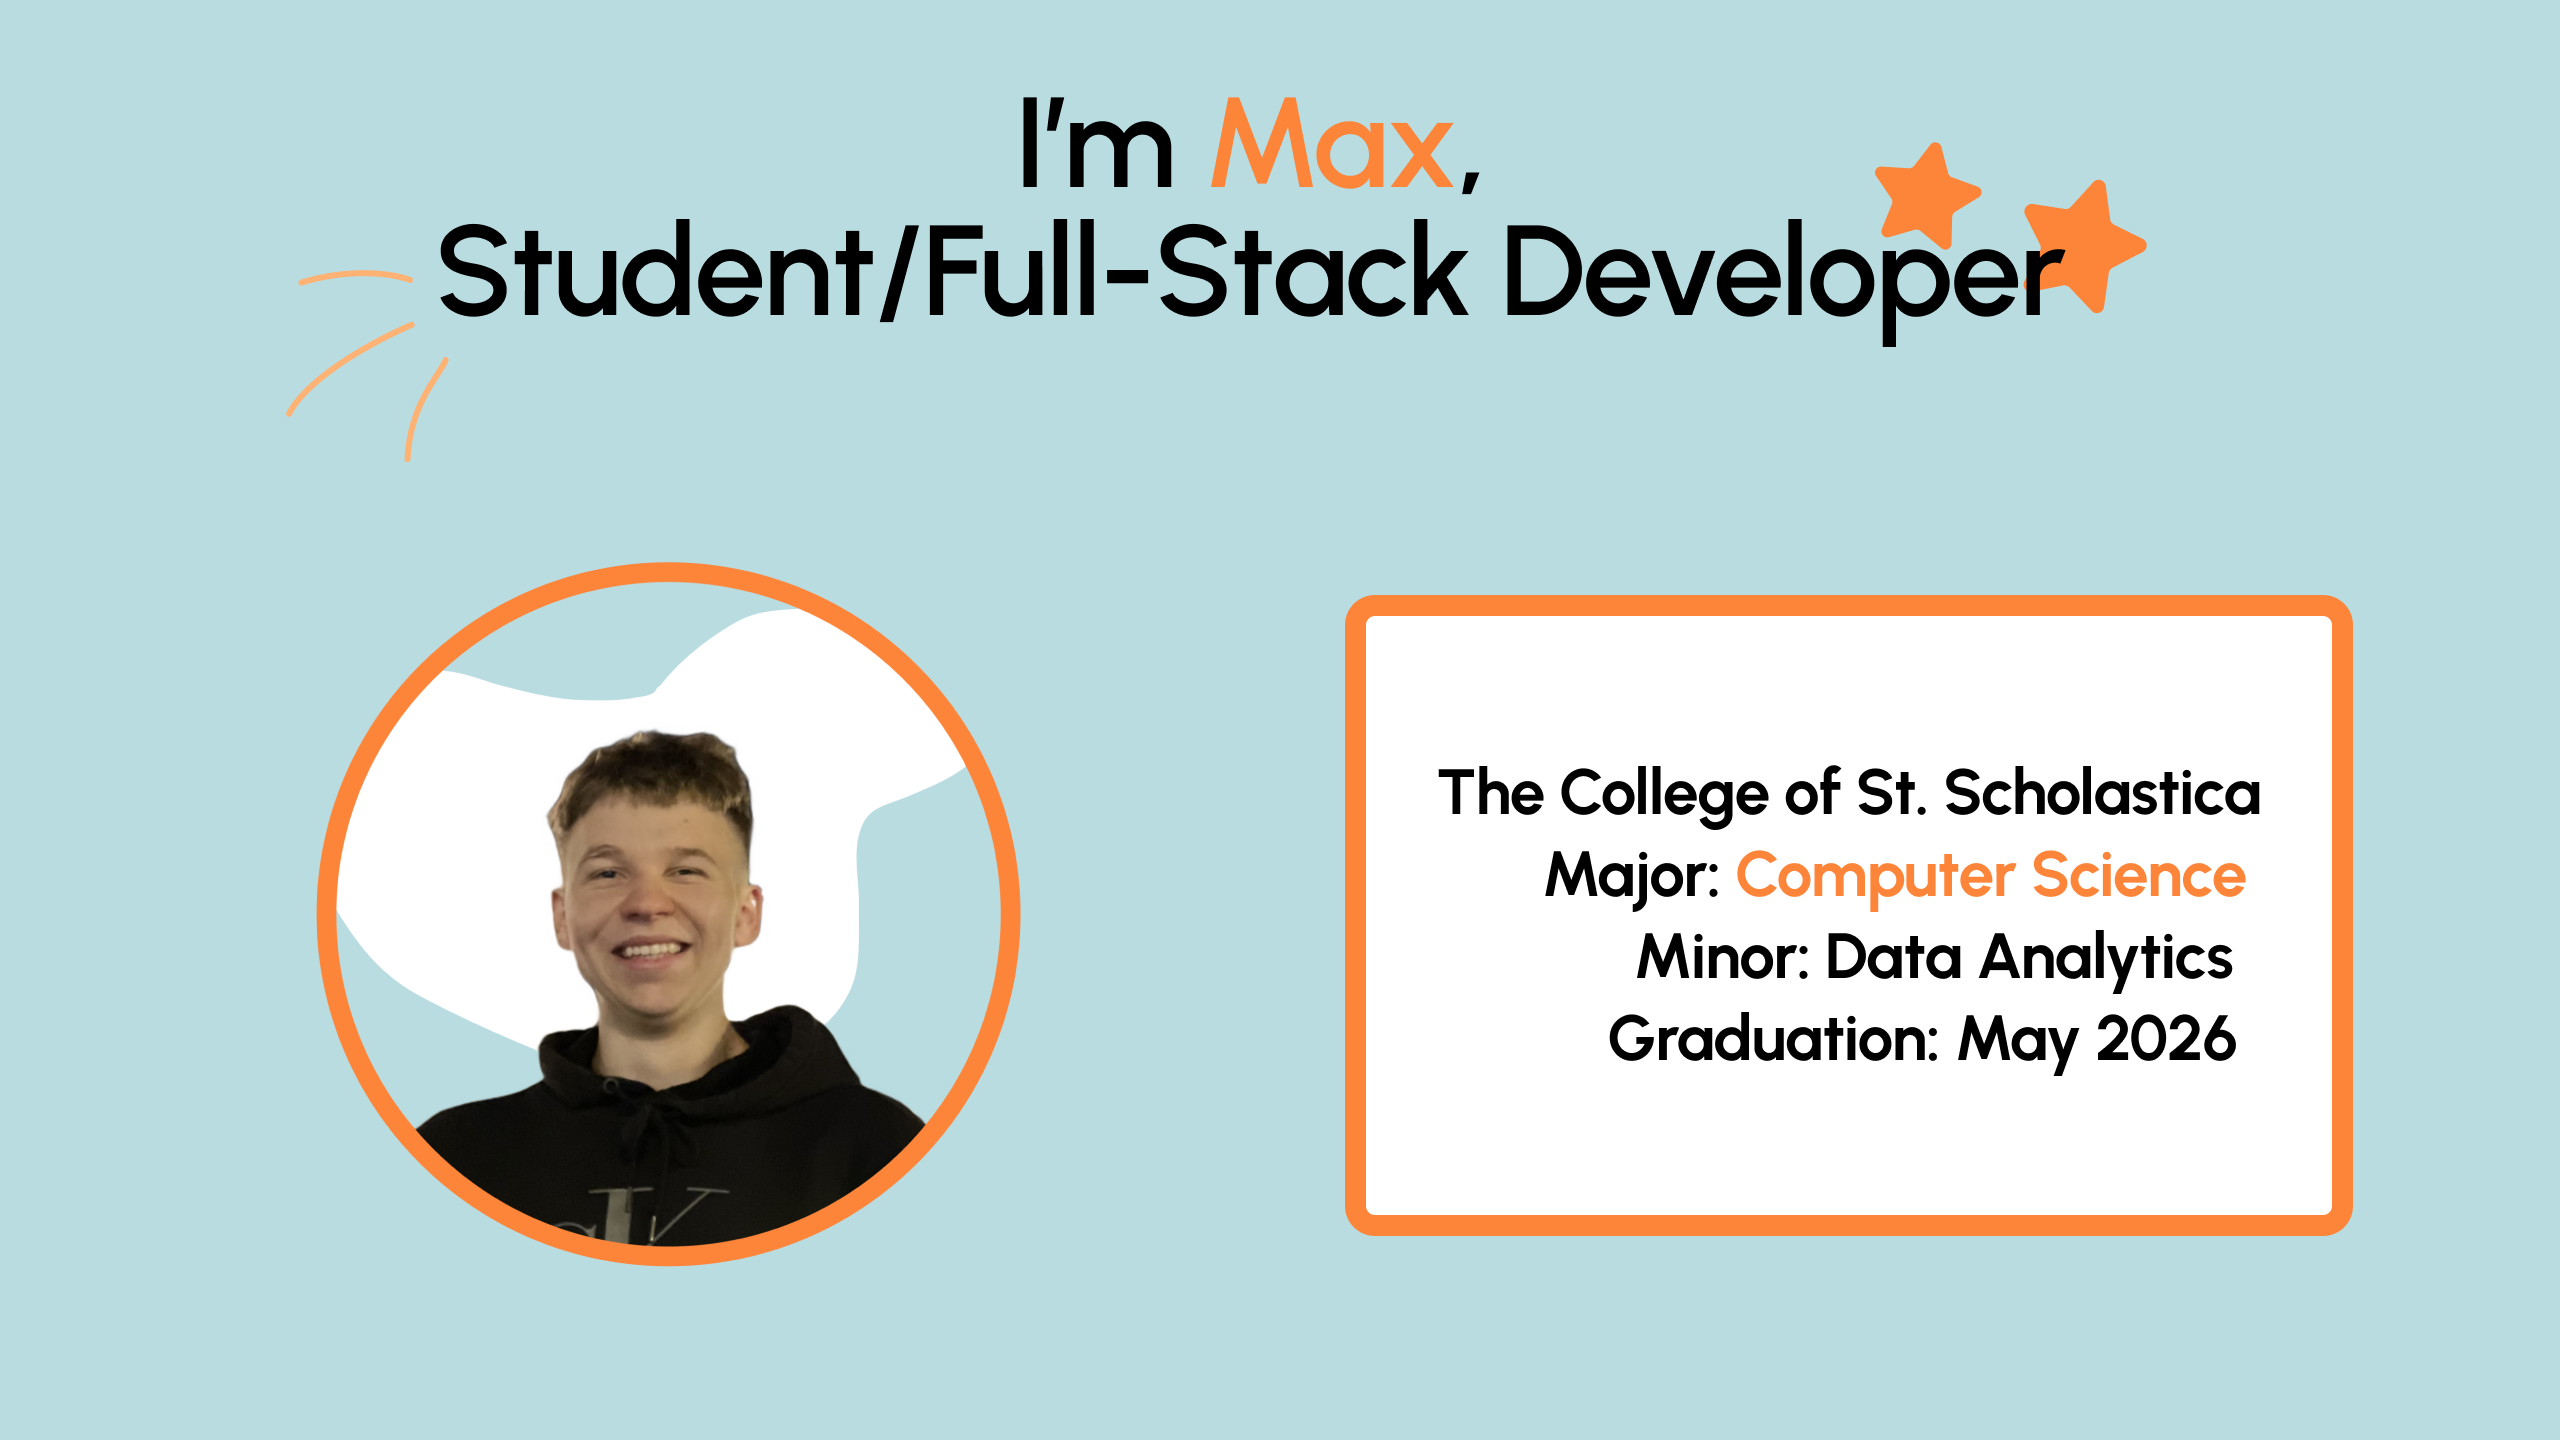 I'm Max,
Student/Full-Stack Developer
The College of St. Scholastica
Major: Computer Science
Minor: Data Analytics
Graduation: May 2026
CK